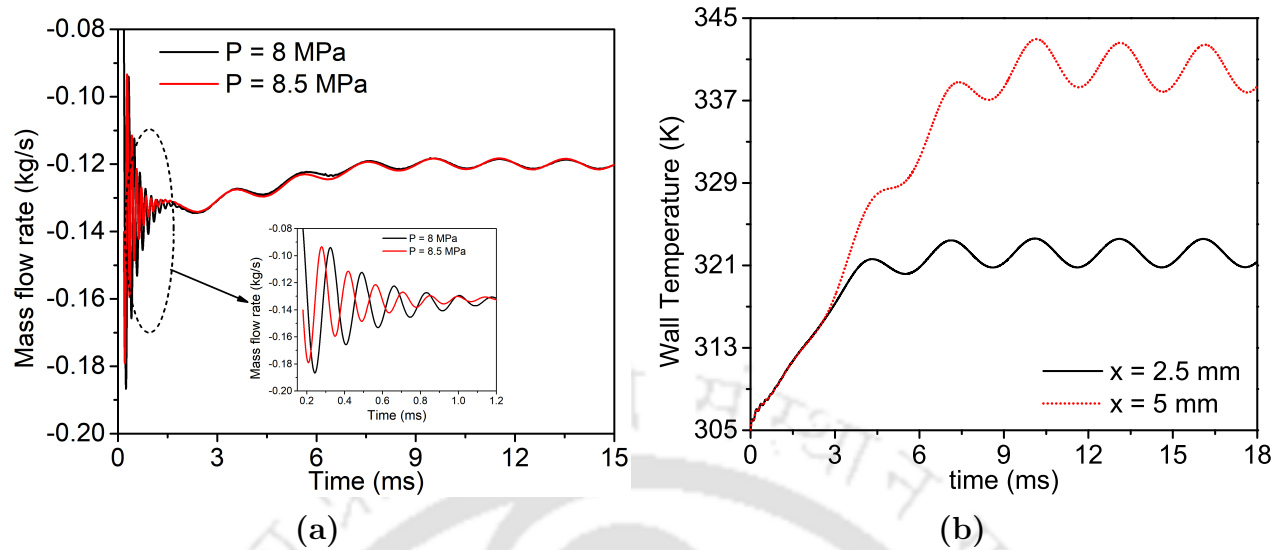 -0.08
-0.10
-0.12
-0.14
-0.16
-0.18
-0.20
Mass flow rate (kg/s)
P = 8 MPa
P = 8.5 MPa
-0.08
-0.10
-0.12
-0.14
-0.16
-0.18
-0.20
Mass flow rate (kg/s)
P = 8 MPa
P = 8.5 MPa
0.2 0.4 0.6 0.8 1.0 1.2
Time (ms)
0 3 6 9 12 15
Time (ms)
(a)
345
337
329
321
313
305
Wall Temperature (K)
x = 2.5 mm
x = 5 mm
0 3 6 9 12 15 18
time (ms)
(b)